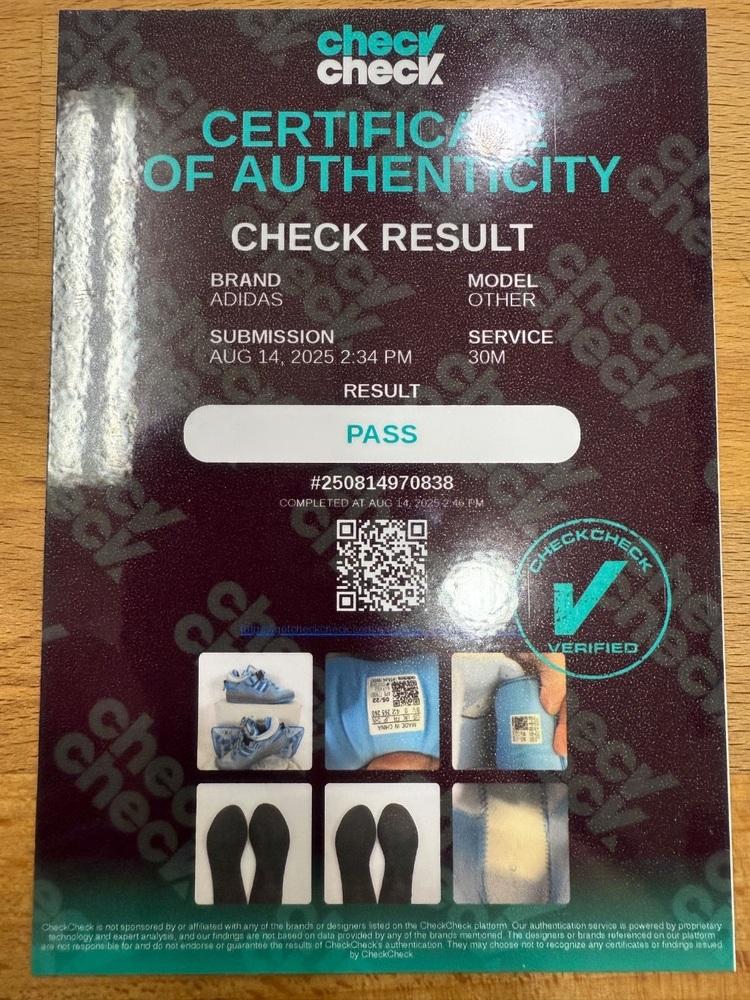 checy
check.
CERTIFICATE
OF AUTHENTICITY
CHECK RESULT
BRAND MODEL
ADIDAS OTHER
SUBMISSION SERVICE
AUG 14, 2025 2:34 PM 30M
RESULT
PASS
#250814970838
COMPLETED AT AUG 14, 2025 2:46 PM
CHECKCHECK
VERIFIED
05/22
MADE IN CHINA
CheckCheck is not sponsored by or affiliated with any of the brands or designers listed on the CheckCheck platform. Our authentication service is powered by proprietary
technology and expert analysis, and our findings are not based on data provided by any of the brands mentioned. The designers or brands referenced on our platform
are not responsible for and do not endorse or guarantee the results of CheckCheck's authentication. They may choose not to recognize any certificates or findings issued
by CheckCheck